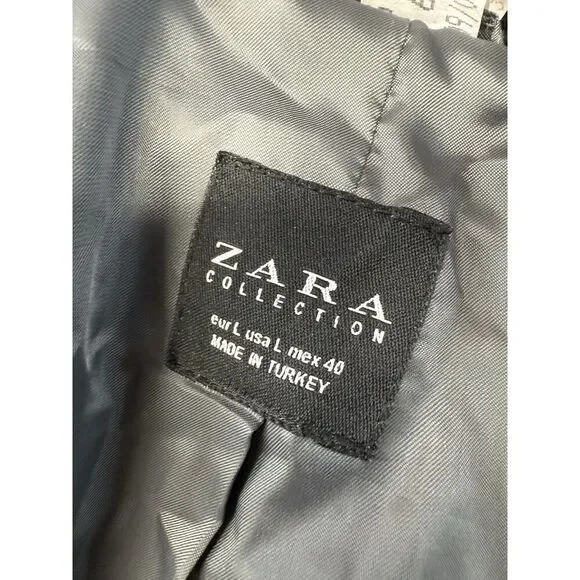 ZARA
COLLECTION
eur L usa L mex 40
MADE IN TURKEY